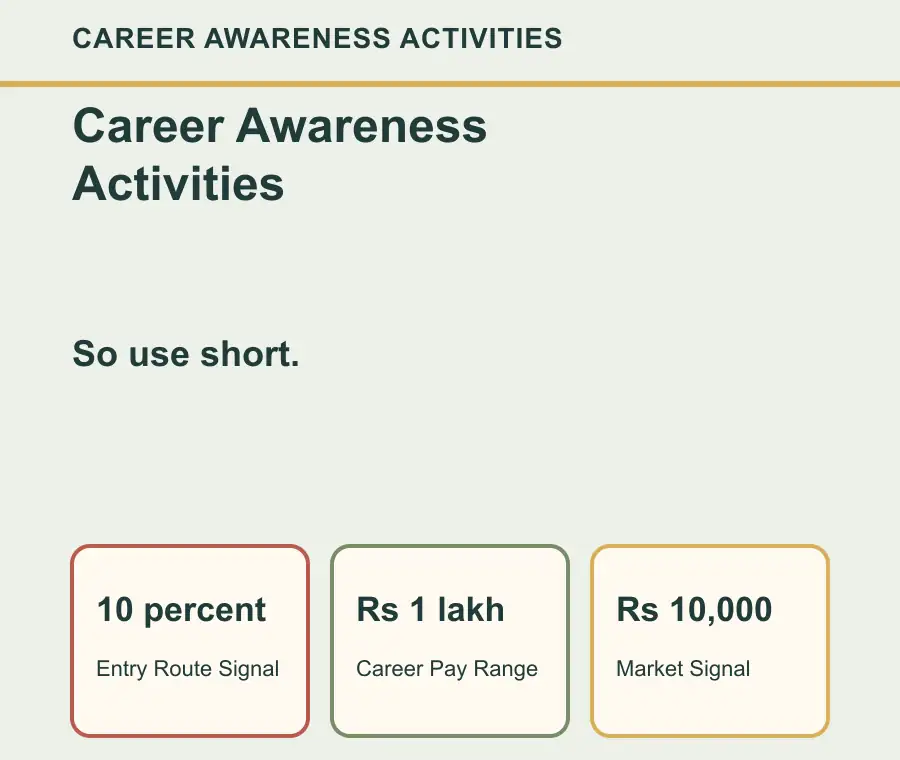 CAREER AWARENESS ACTIVITIES
Career Awareness
Activities
So use short.
10 percent
Entry Route Signal
Rs 1 lakh
Career Pay Range
Rs 10,000
Market Signal